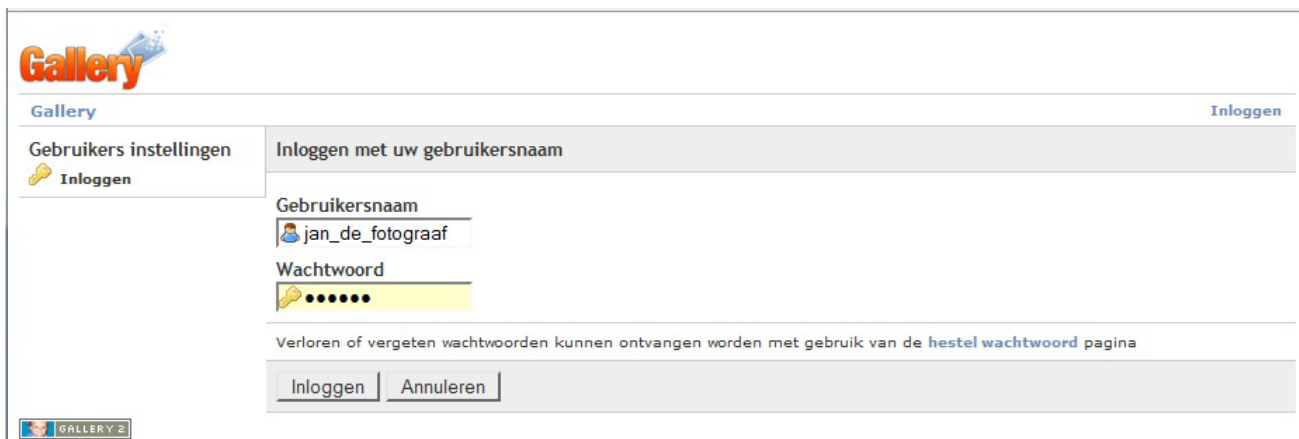 Gallery
Gallery
Inloggen
Gebruikers instellingen
Inloggen
Inloggen met uw gebruikersnaam
Gebruikersnaam
jan_de_fotograaf
Wachtwoord
••••••
Verloren of vergeten wachtwoorden kunnen ontvangen worden met gebruik van de hestel wachtwoord pagina
Inloggen Annuleren
GALLERY 2